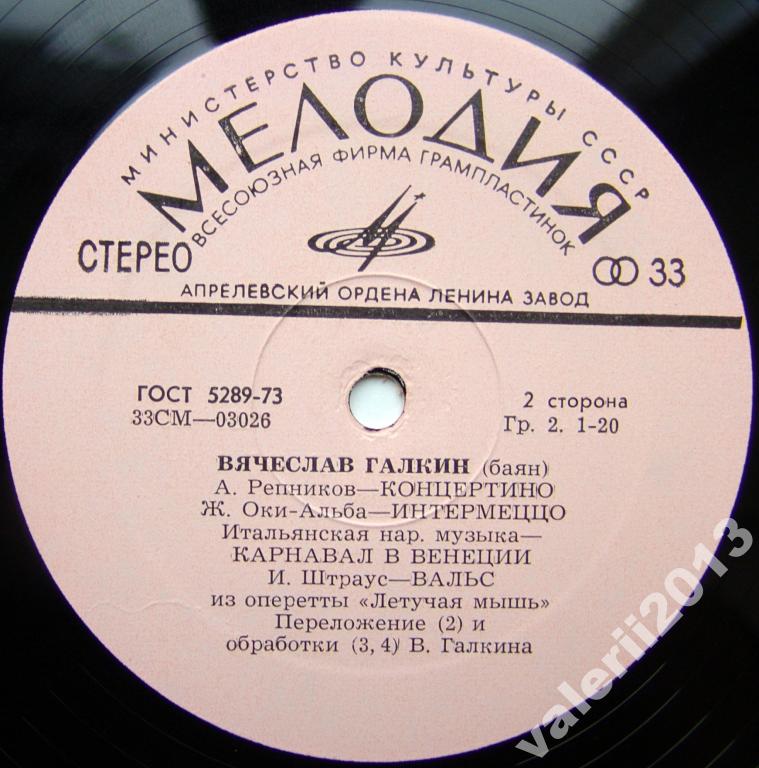 МИНИСТЕРСТВО КУЛЬТУРЫ СССР
МЕЛОДИЯ
ВСЕСОЮЗНАЯ ФИРМА ГРАМПЛАСТИНОК
СТЕРЕО
33
АПРЕЛЕВСКИЙ ОРДЕНА ЛЕНИНА ЗАВОД
ГОСТ 5289-73
2 сторона
33СМ—03026
Гр. 2. 1-20
ВЯЧЕСЛАВ ГАЛКИН (баян)
А. Репников—КОНЦЕРТИНО
Ж. Оки-Альба—ИНТЕРМЕЦЦО
Итальянская нар. музыка—
КАРНАВАЛ В ВЕНЕЦИИ
И. Штраус—ВАЛЬС
из оперетты «Летучая мышь»
Переложение (2) и
обработки (3, 4) В. Галкина
valerii2013